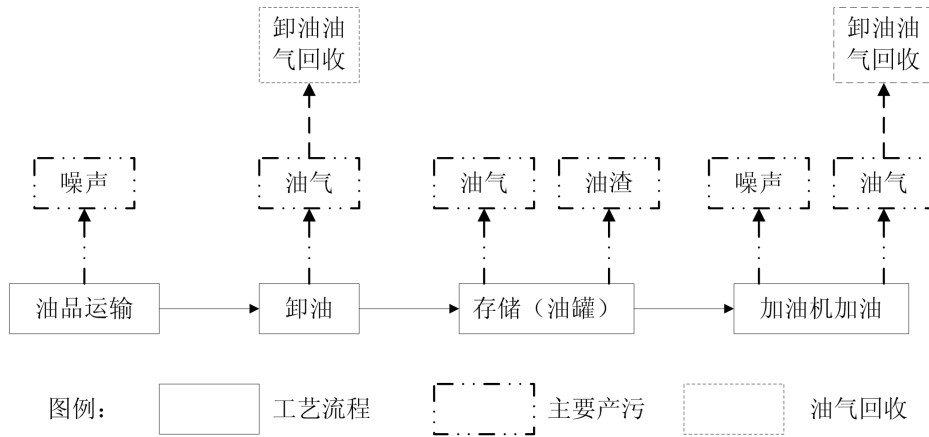 卸油油
气回收
卸油油
气回收
噪声
油气
油气
油渣
噪声
油气
油品运输
卸油
存储（油罐）
加油机加油
图例：
工艺流程
主要产污
油气回收